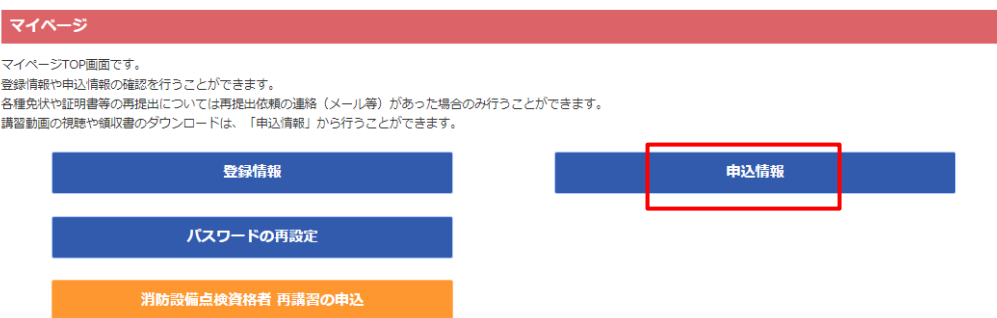 マイページ
マイページTOP画面です。
登録情報や申込情報の確認を行うことができます。
各種免状や証明書等の再提出については再提出依頼の連絡（メール等）があった場合のみ行うことができます。
講習動画の視聴や領収書のダウンロードは、「申込情報」から行うことができます。
登録情報
申込情報
パスワードの再設定
消防設備点検資格者 再講習の申込